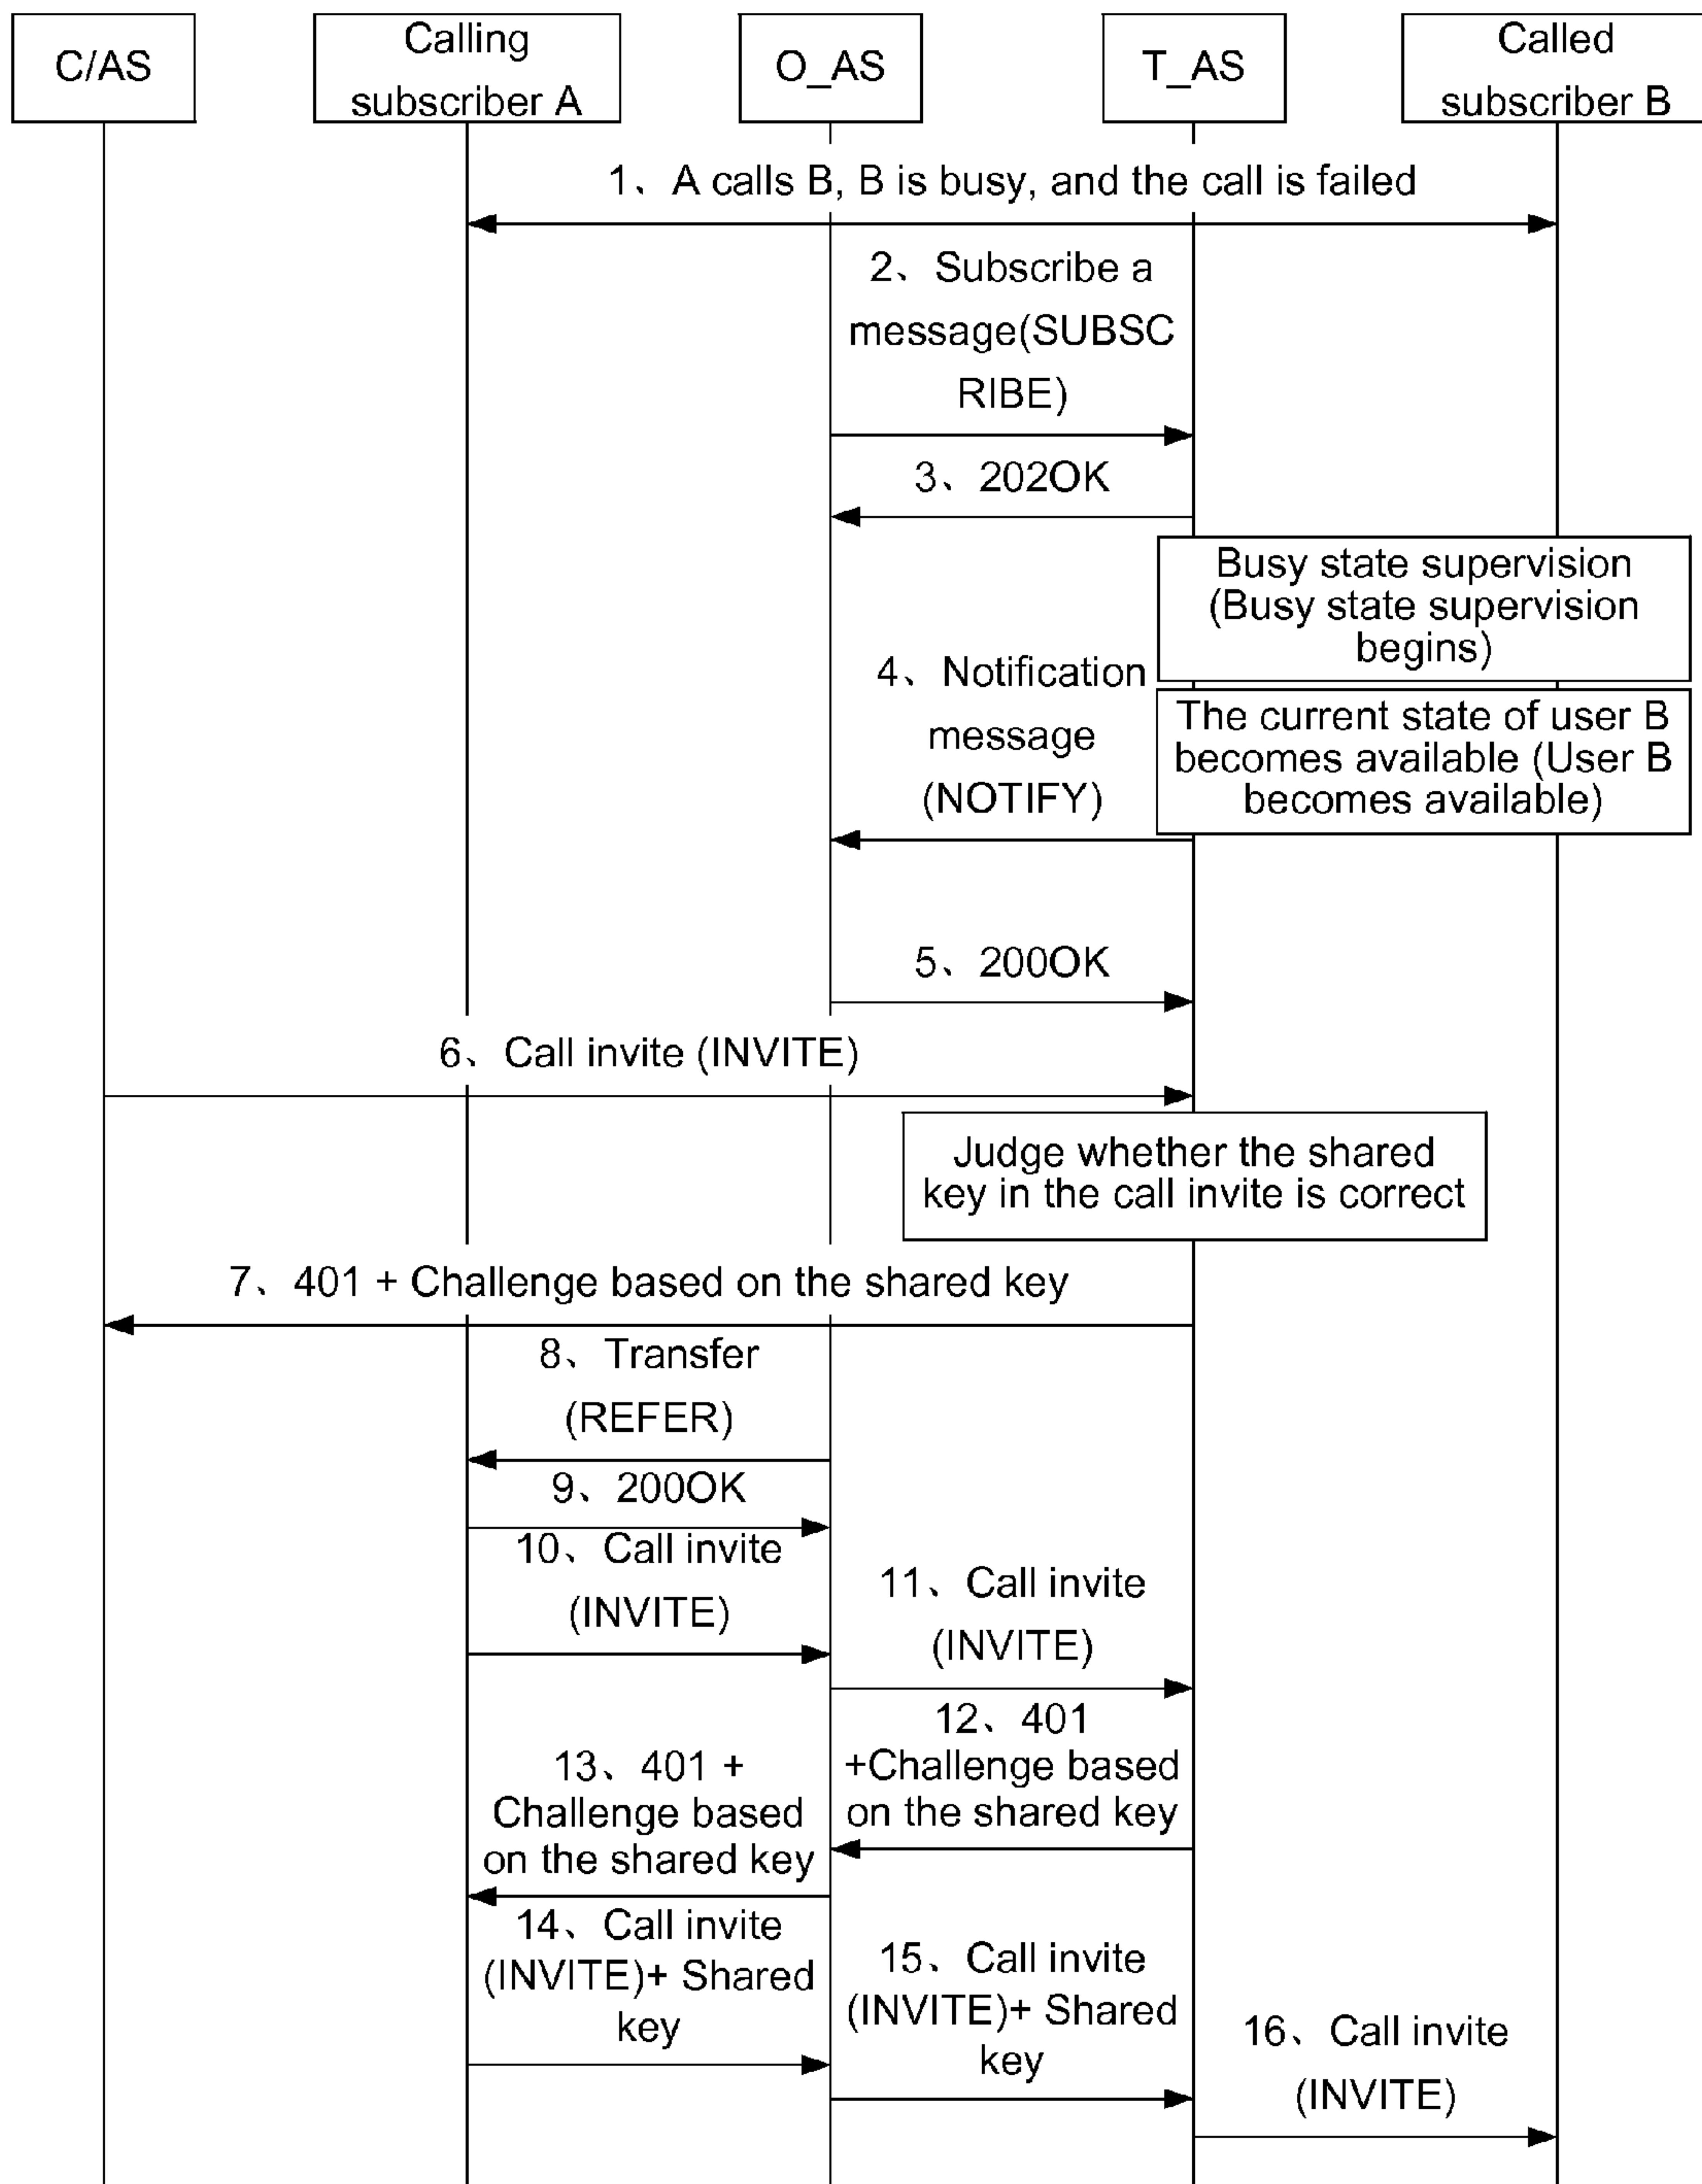 C/AS
Calling
subscriber A
O_AS
T_AS
Called
subscriber B
1、A calls B, B is busy, and the call is failed
2、Subscribe a
message(SUBSC
RIBE)
3、202OK
Busy state supervision
(Busy state supervision
begins)
4、Notification
message
(NOTIFY)
The current state of user B
becomes available (User B
becomes available)
5、200OK
6、Call invite (INVITE)
Judge whether the shared
key in the call invite is correct
7、401 + Challenge based on the shared key
8、Transfer
(REFER)
9、200OK
10、Call invite
(INVITE)
11、Call invite
(INVITE)
12、401
+Challenge based
on the shared key
13、401 +
Challenge based
on the shared key
14、Call invite
(INVITE)+ Shared
key
15、Call invite
(INVITE)+ Shared
key
16、Call invite
(INVITE)